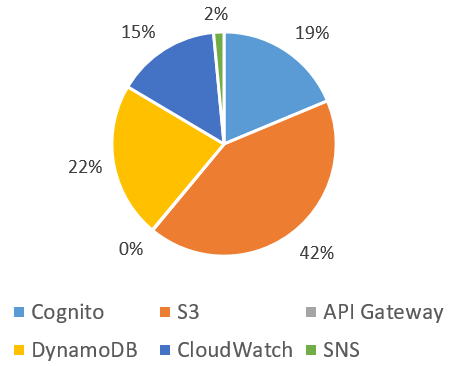 2%
15%
19%
22%
0%
42%
Cognito
S3
API Gateway
DynamoDB
CloudWatch
SNS